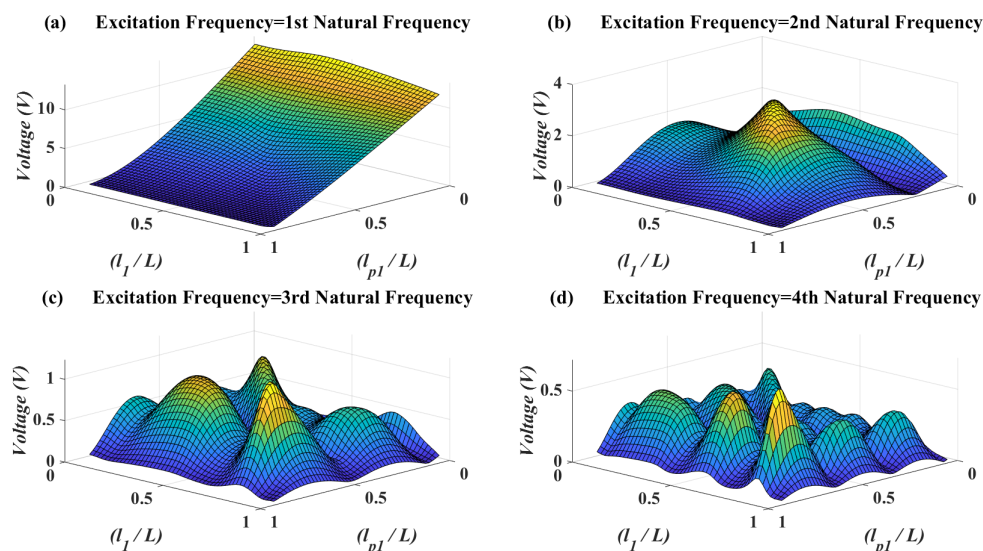 (a) Excitation Frequency=1st Natural Frequency
Voltage (V)
10
5
0
0
0.5
1
(l1 / L)
1
0.5
0
(lp1 / L)
(b) Excitation Frequency=2nd Natural Frequency
Voltage (V)
4
2
0
0
0.5
1
(l1 / L)
1
0.5
0
(lp1 / L)
(c) Excitation Frequency=3rd Natural Frequency
Voltage (V)
1
0.5
0
0
0.5
1
(l1 / L)
1
0.5
0
(lp1 / L)
(d) Excitation Frequency=4th Natural Frequency
Voltage (V)
0.5
0
0
0.5
1
(l1 / L)
1
0.5
0
(lp1 / L)